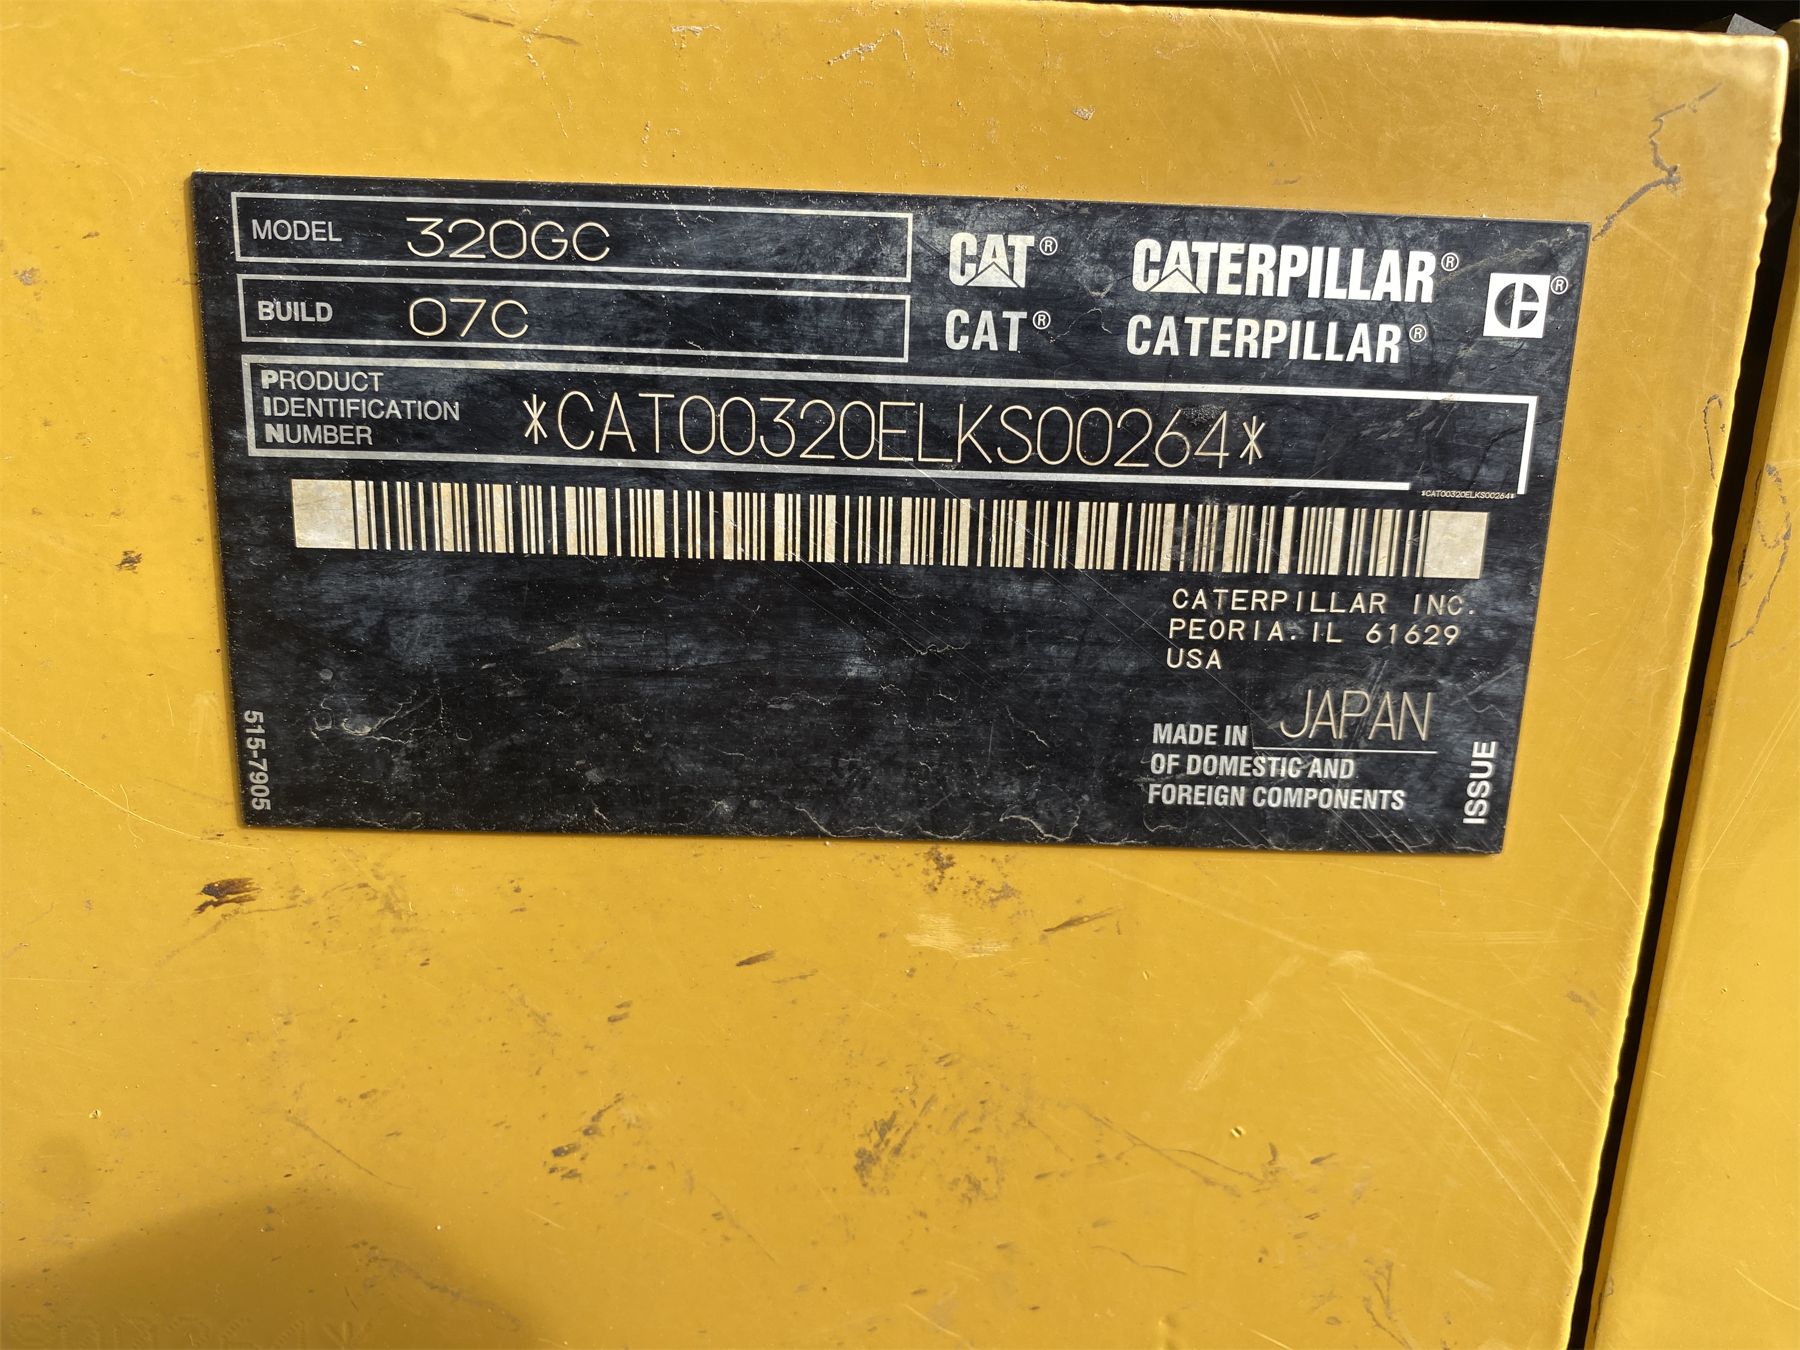 MODEL 320GC
BUILD 07C
CAT® CATERPILLAR®
CAT® CATERPILLAR®
PRODUCT
IDENTIFICATION
NUMBER
*CAT00320ELKS00264*
*CAT00320ELKS00264*
CATERPILLAR INC.
PEORIA. IL 61629
USA
MADE IN JAPAN
OF DOMESTIC AND
FOREIGN COMPONENTS
515-7905
ISSUE